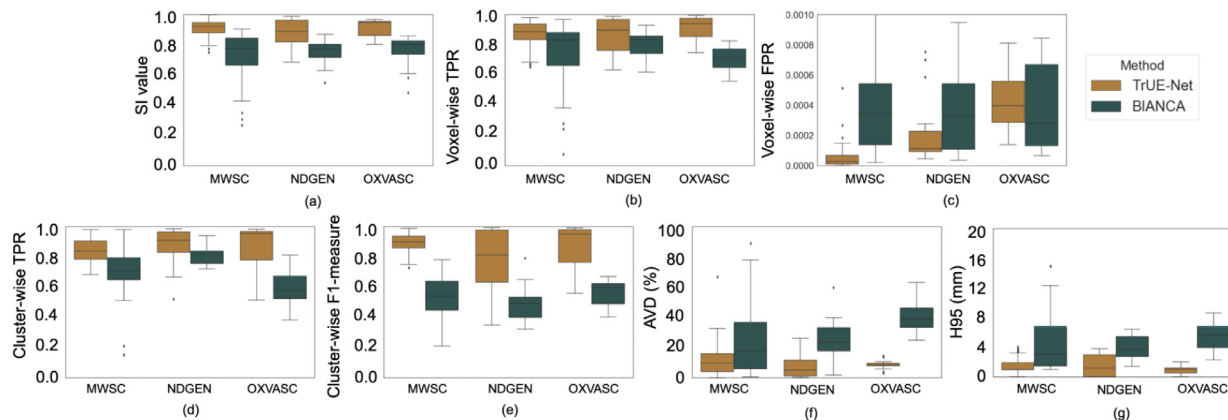 SI value
1.0
0.8
0.6
0.4
0.2
0.0
MWSC NDGEN OXVASC
(a)
Voxel-wise TPR
1.0
0.8
0.6
0.4
0.2
0.0
MWSC NDGEN OXVASC
(b)
Voxel-wise FPR
0.0010
0.0008
0.0006
0.0004
0.0002
0.0000
MWSC NDGEN OXVASC
(c)
Method
TrUE-Net
BIANCA
Cluster-wise TPR
1.0
0.8
0.6
0.4
0.2
0.0
MWSC NDGEN OXVASC
(d)
Cluster-wise F1-measure
1.0
0.8
0.6
0.4
0.2
0.0
MWSC NDGEN OXVASC
(e)
AVD (%)
100
80
60
40
20
0
MWSC NDGEN OXVASC
(f)
H95 (mm)
20
16
12
8
4
0
MWSC NDGEN OXVASC
(g)